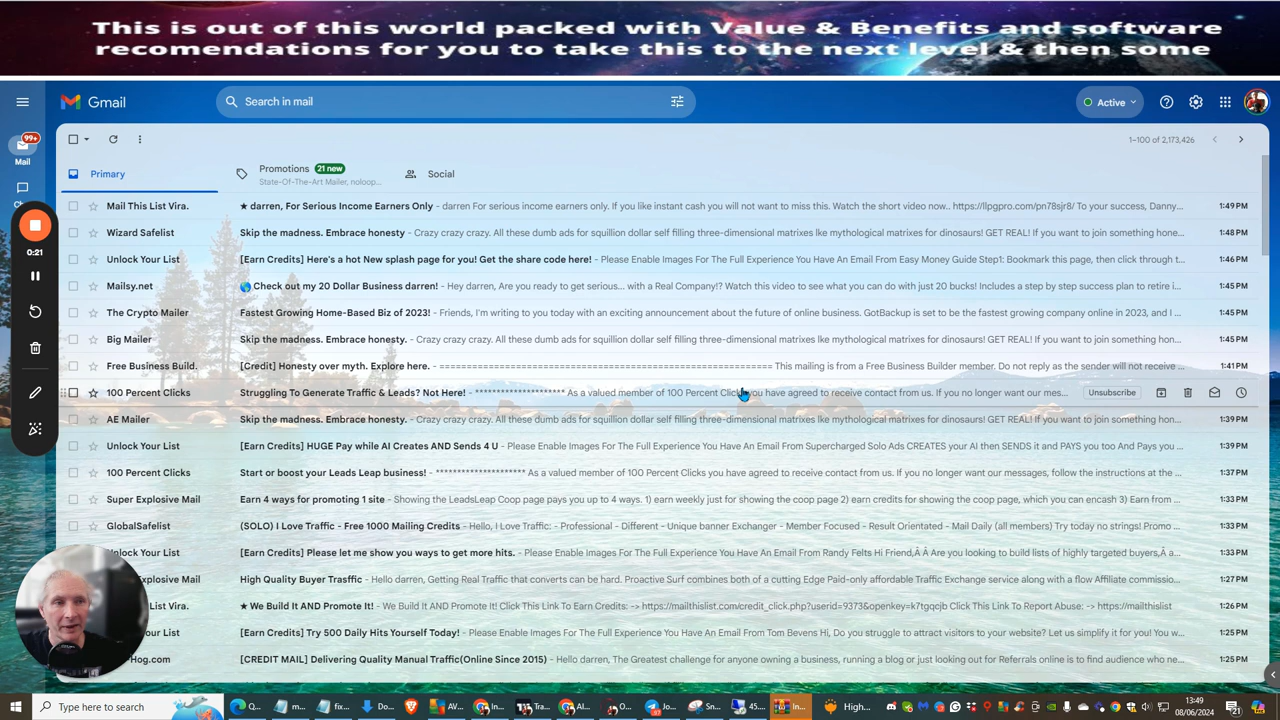 This is out of this world packed with Value & Benefits and software
recomendations for you to take this to the next level & then some
Gmail
Search in mail
Active
99+
Mail
1–100 of 2,173,426
Primary
Promotions 21 new
State-Of-The-Art Mailer, noloop...
Social
0:21
Mail This List Vira. ★ darren, For Serious Income Earners Only - darren For serious income earners only. If you like instant cash you will not want to miss this. Watch the short video now.. https://llpgpro.com/pn78sjr8/ To your success, Danny... 1:49 PM
Wizard Safelist Skip the madness. Embrace honesty - Crazy crazy crazy. All these dumb ads for squillion dollar self filling three-dimensional matrixes lke mythological matrixes for dinosaurs! GET REAL! If you want to join something hone... 1:48 PM
Unlock Your List [Earn Credits] Here's a hot New splash page for you! Get the share code here! - Please Enable Images For The Full Experience You Have An Email From Easy Money Guide Step1: Bookmark this page, then click through t... 1:46 PM
Mailsy.net 🌎 Check out my 20 Dollar Business darren! - Hey darren, Are you ready to get serious... with a Real Company!? Watch this video to see what you can do with just 20 bucks! Includes a step by step success plan to retire i... 1:45 PM
The Crypto Mailer Fastest Growing Home-Based Biz of 2023! - Friends, I'm writing to you today with an exciting announcement about the future of online business. GotBackup is set to be the fastest growing company online in 2023, and I ... 1:45 PM
Big Mailer Skip the madness. Embrace honesty. - Crazy crazy crazy. All these dumb ads for squillion dollar self filling three-dimensional matrixes lke mythological matrixes for dinosaurs! GET REAL! If you want to join something hone... 1:45 PM
Free Business Build. [Credit] Honesty over myth. Explore here. - ================================================================ This mailing is from a Free Business Builder member. Do not reply as the sender will not receive ... 1:41 PM
100 Percent Clicks Struggling To Generate Traffic & Leads? Not Here! - ********************* As a valued member of 100 Percent Clicks you have agreed to receive contact from us. If you no longer want our mes... Unsubscribe
AE Mailer Skip the madness. Embrace honesty. - Crazy crazy crazy. All these dumb ads for squillion dollar self filling three-dimensional matrixes lke mythological matrixes for dinosaurs! GET REAL! If you want to join something hone... 1:39 PM
Unlock Your List [Earn Credits] HUGE Pay while AI Creates AND Sends 4 U - Please Enable Images For The Full Experience You Have An Email From Supercharged Solo Ads CREATES your AI then SENDS it and PAYS you too And Pays you ... 1:39 PM
100 Percent Clicks Start or boost your Leads Leap business! - ********************* As a valued member of 100 Percent Clicks you have agreed to receive contact from us. If you no longer want our messages, follow the instructions at the ... 1:37 PM
Super Explosive Mail Earn 4 ways for promoting 1 site - Showing the LeadsLeap Coop page pays you up to 4 ways. 1) earn weekly just for showing the coop page 2) earn credits for showing the coop page, which you can encash 3) Earn from ... 1:33 PM
GlobalSafelist (SOLO) I Love Traffic - Free 1000 Mailing Credits - Hello, I Love Traffic: - Professional - Different - Unique banner Exchanger - Member Focused - Result Orientated - Mail Daily (all members) Try today no strings! Promo ... 1:33 PM
nlock Your List [Earn Credits] Please let me show you ways to get more hits. - Please Enable Images For The Full Experience You Have An Email From Randy Felts Hi Friend,Â Â Are you looking to build lists of highly targeted buyers,Â a... 1:33 PM
xplosive Mail High Quality Buyer Trasffic - Hello darren, Getting Real Traffic that converts can be hard. Proactive Surf combines both of a cutting Edge Paid-only affordable Traffic Exchange service along with a flow Affiliate commissio... 1:27 PM
s List Vira. ★ We Build It AND Promote It! - We Build It AND Promote It! Click This Link To Earn Credits: -> https://mailthislist.com/credit_click.php?userid=9373&openkey=k7tgqcjb Click This Link To Report Abuse: -> https://mailthislist 1:26 PM
our List [Earn Credits] Try 500 Daily Hits Yourself Today! - Please Enable Images For The Full Experience You Have An Email From Tom Bevens Hi, Do you struggle to attract visitors to your website? Let us simplify it for you! You w... 1:25 PM
Hog.com [CREDIT MAIL] Delivering Quality Manual Traffic(Online Since 2015) - Hello darren, The Greatest challenge for anyone owning a business, running a blog or just looking out for Referrals online is to find audience who ne... 1:25 PM
Type here to search
Q... m... fix... Do... AV... In... Tra... Al... O... Jo... Sn... 45... In... High...
13:49
08/06/2024